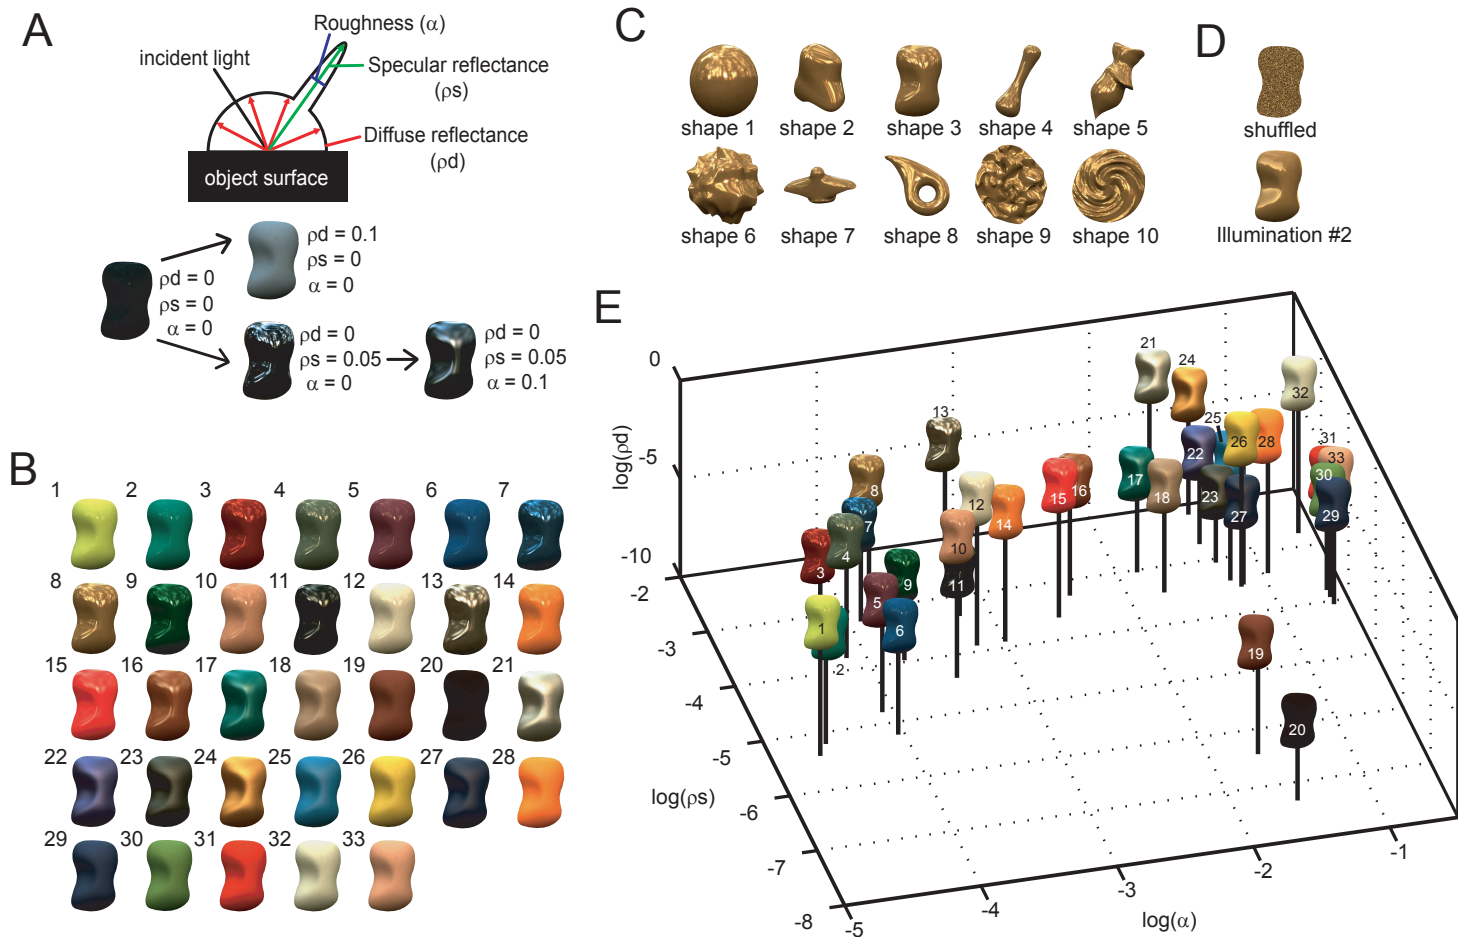 A
Roughness (α)
incident light
Specular reflectance
(ρs)
Diffuse reflectance
(ρd)
object surface
ρd = 0.1
ρs = 0
α = 0
ρd = 0
ρs = 0
α = 0
ρd = 0
ρs = 0.05
α = 0
ρd = 0
ρs = 0.05
α = 0.1
B
1 2 3 4 5 6 7
8 9 10 11 12 13 14
15 16 17 18 19 20 21
22 23 24 25 26 27 28
29 30 31 32 33
C
shape 1 shape 2 shape 3 shape 4 shape 5
shape 6 shape 7 shape 8 shape 9 shape 10
D
shuffled
Illumination #2
E
0
-5
-10
log(ρd)
-2
-3
-4
-5
-6
-7
-8
log(ρs)
-5
-4
-3
-2
-1
log(α)
21
24
32
13
25
26
28
31
22
33
8
17
16
30
15
18
12
23
7
14
27
29
4
10
3
9
11
5
1
6
2
19
20